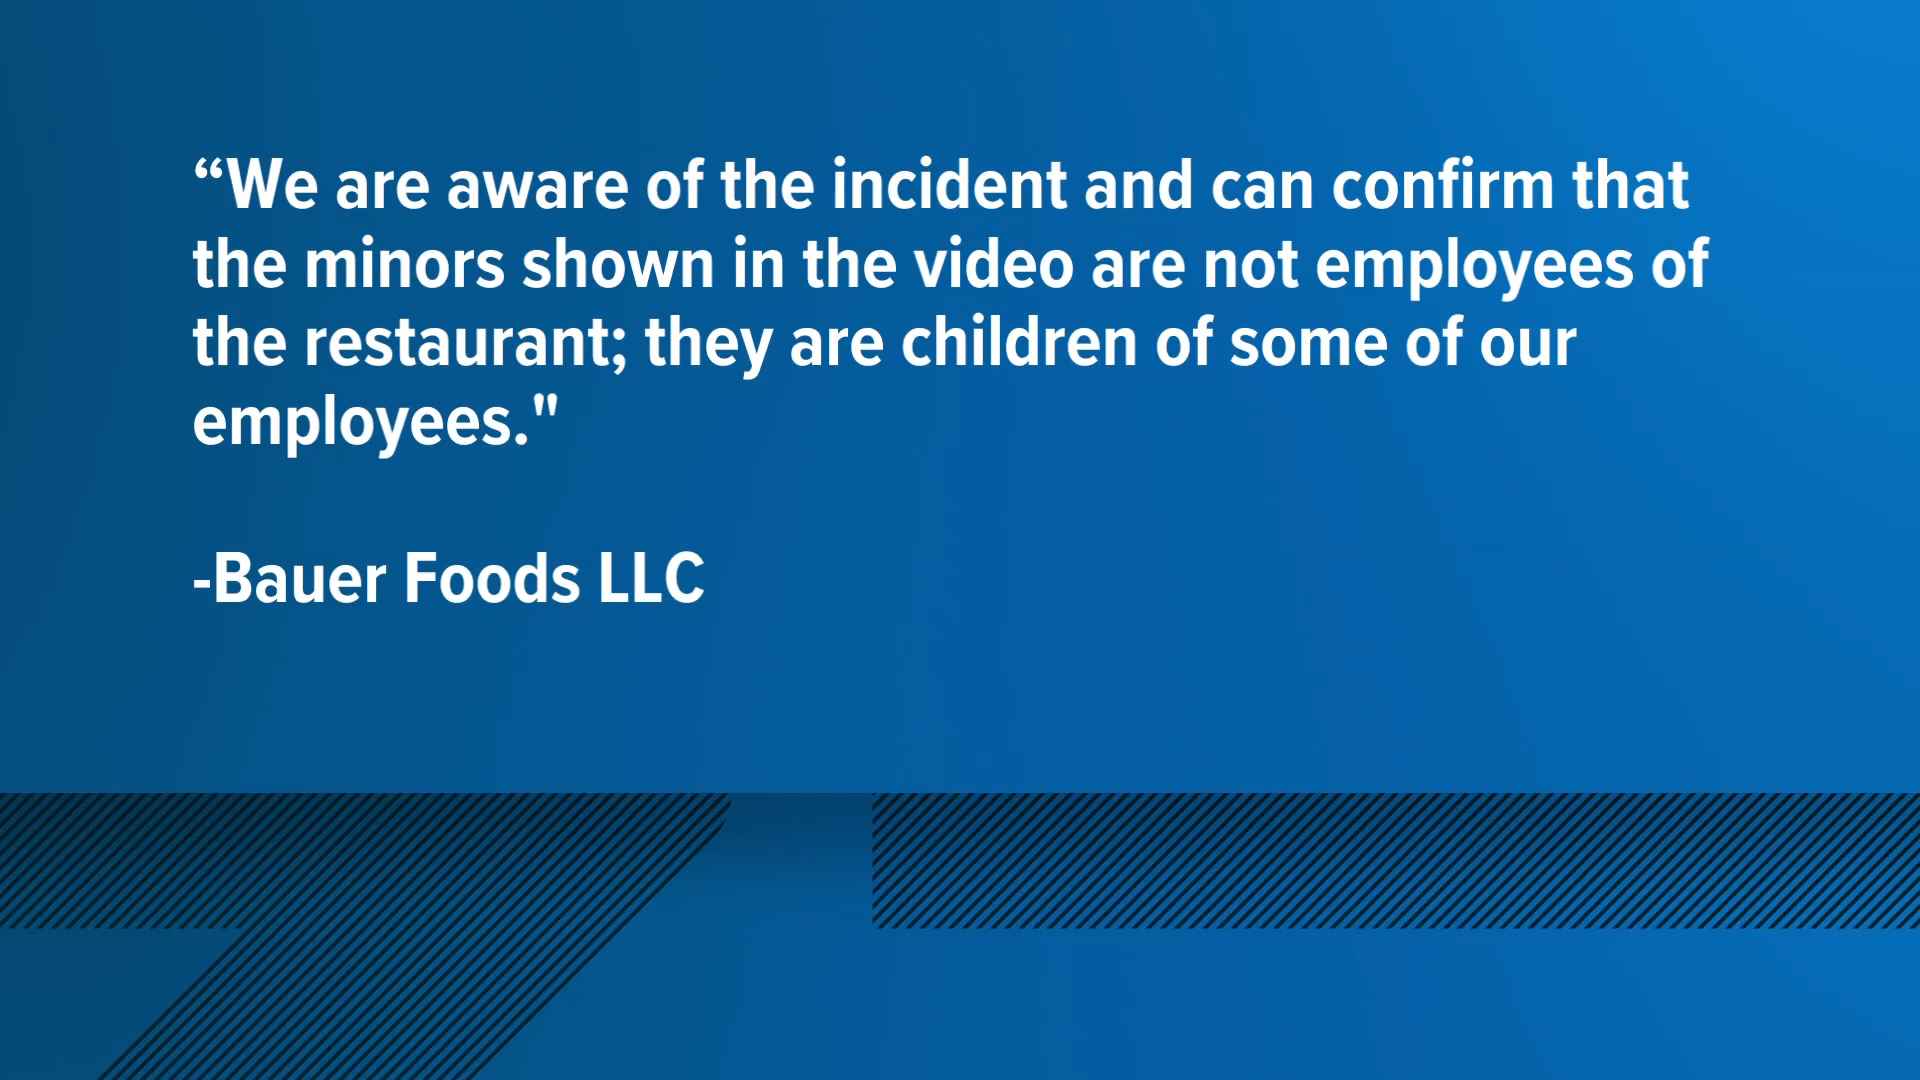 “We are aware of the incident and can confirm that
the minors shown in the video are not employees of
the restaurant; they are children of some of our
employees."
-Bauer Foods LLC